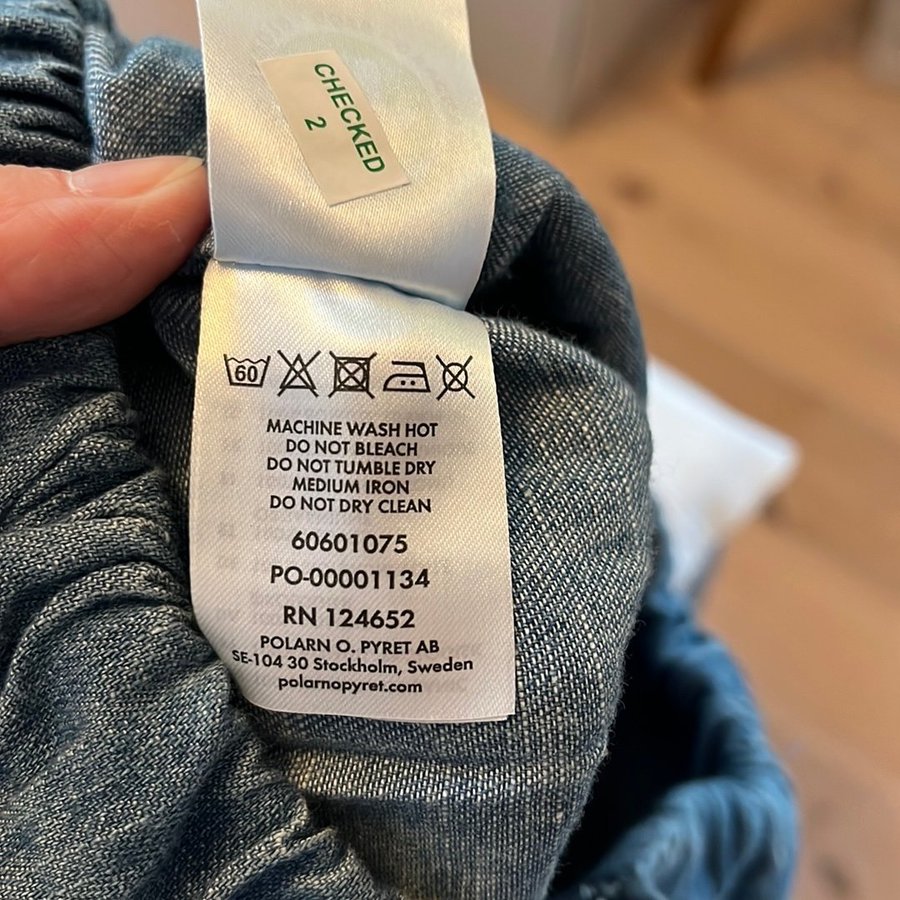 CHECKED
2
60
MACHINE WASH HOT
DO NOT BLEACH
DO NOT TUMBLE DRY
MEDIUM IRON
DO NOT DRY CLEAN
60601075
PO-00001134
RN 124652
POLARN O. PYRET AB
SE-104 30 Stockholm, Sweden
polarnopyret.com